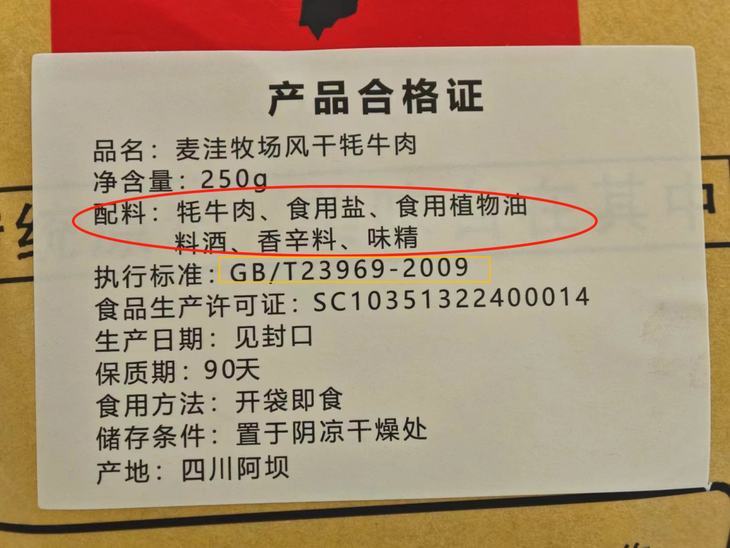 产品合格证
品名：麦洼牧场风干牦牛肉
净含量：250g
配料：牦牛肉、食用盐、食用植物油
料酒、香辛料、味精
执行标准：GB/T23969-2009
食品生产许可证：SC10351322400014
生产日期：见封口
保质期：90天
食用方法：开袋即食
储存条件：置于阴凉干燥处
产地：四川阿坝